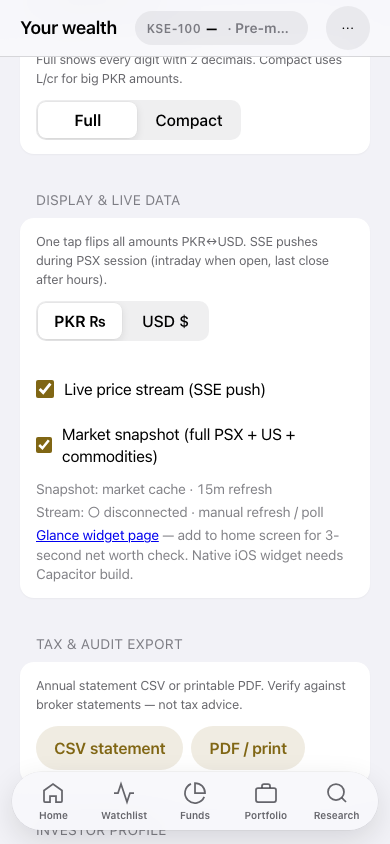 Your wealth
KSE-100 — · Pre-m...
...
Full shows every digit with 2 decimals. Compact uses
L/cr for big PKR amounts.
Full
Compact
DISPLAY & LIVE DATA
One tap flips all amounts PKR↔USD. SSE pushes
during PSX session (intraday when open, last close
after hours).
PKR ₨
USD $
Live price stream (SSE push)
Market snapshot (full PSX + US +
commodities)
Snapshot: market cache · 15m refresh
Stream: ○ disconnected · manual refresh / poll
Glance widget page — add to home screen for 3-
second net worth check. Native iOS widget needs
Capacitor build.
TAX & AUDIT EXPORT
Annual statement CSV or printable PDF. Verify against
broker statements — not tax advice.
CSV statement
PDF / print
Home
Watchlist
Funds
Portfolio
Research
INVESTOR PROFILE